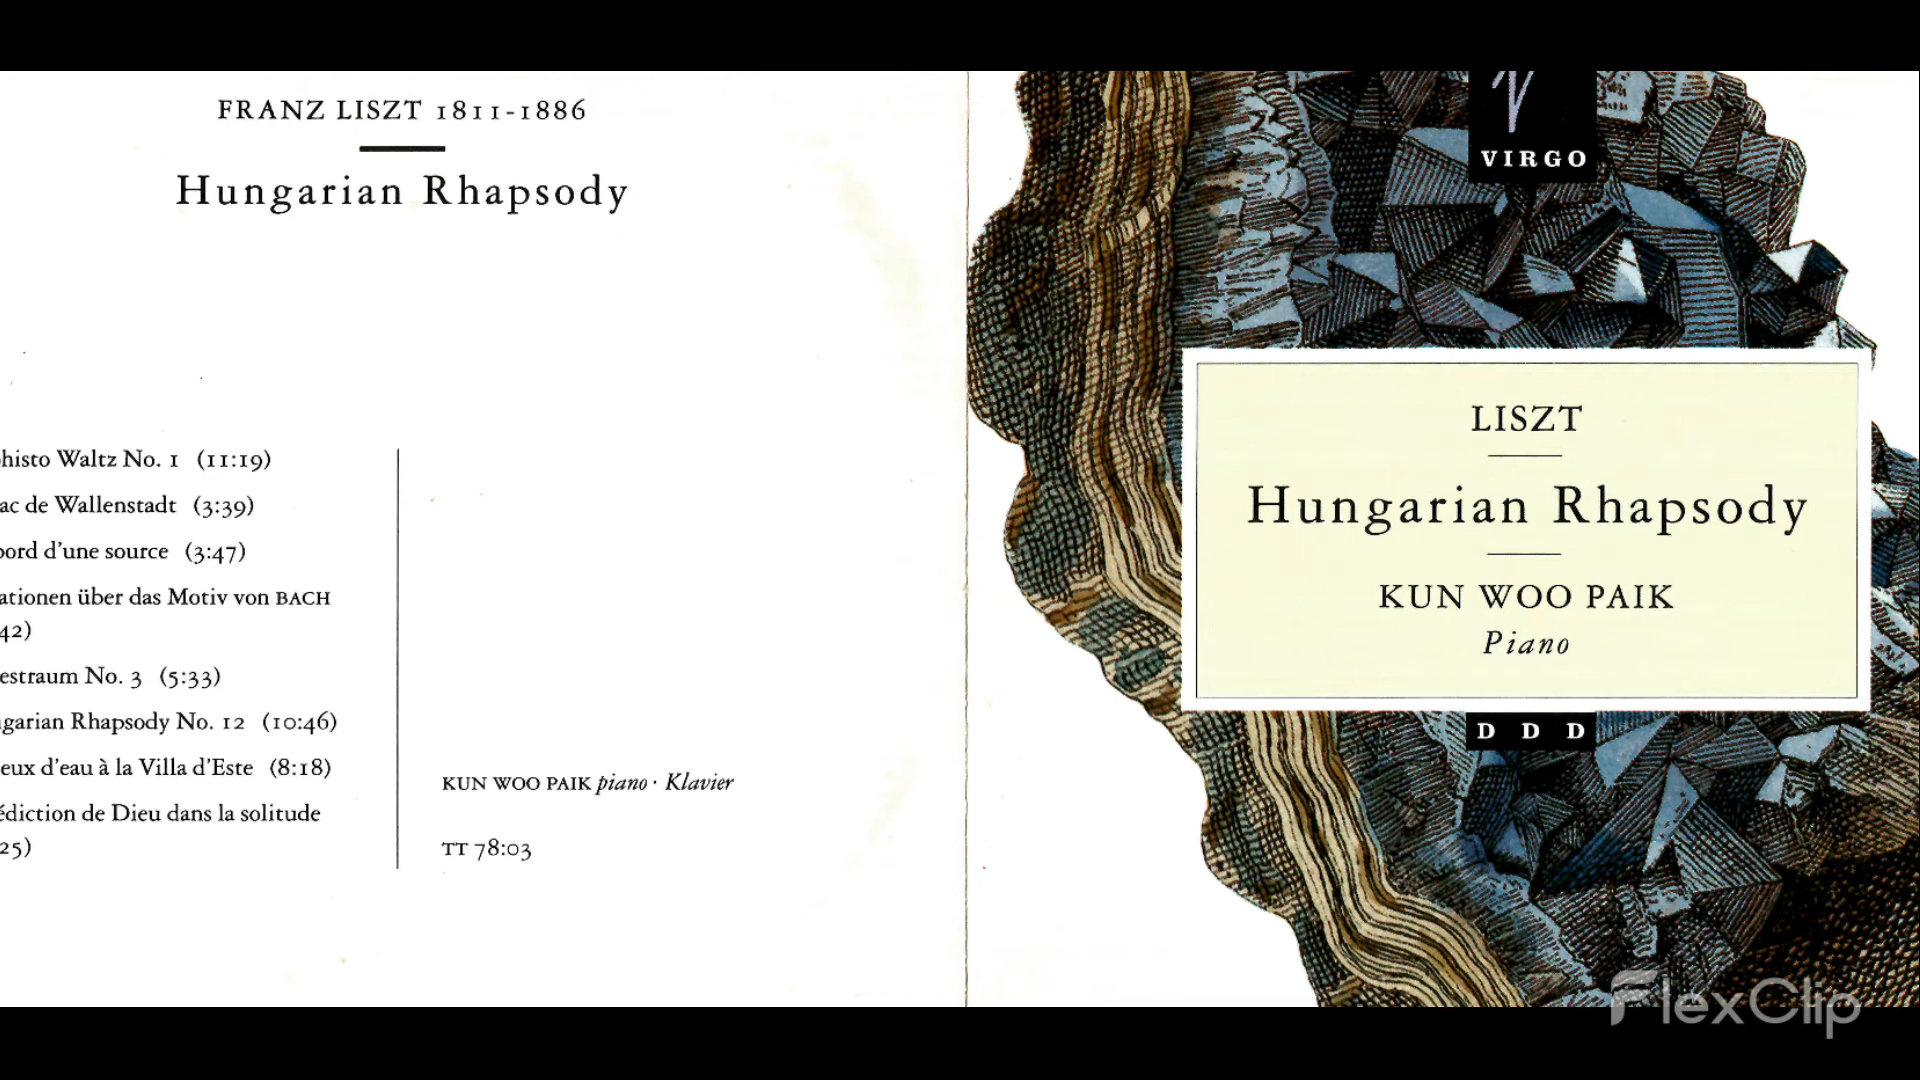 FRANZ LISZT 1811-1886
Hungarian Rhapsody
histo Waltz No. 1 (11:19)
ac de Wallenstadt (3:39)
bord d'une source (3:47)
ationen über das Motiv von BACH
42)
estraum No. 3 (5:33)
garian Rhapsody No. 12 (10:46)
eux d'eau à la Villa d'Este (8:18)
édiction de Dieu dans la solitude
25)
KUN WOO PAIK piano · Klavier
TT 78:03
VIRGO
LISZT
Hungarian Rhapsody
KUN WOO PAIK
Piano
D D D
FlexClip